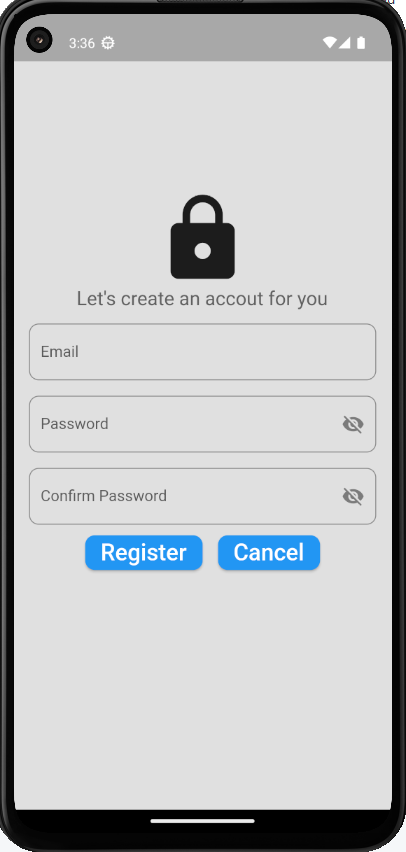 3:36
Let's create an accout for you
Email
Password
Confirm Password
Register Cancel